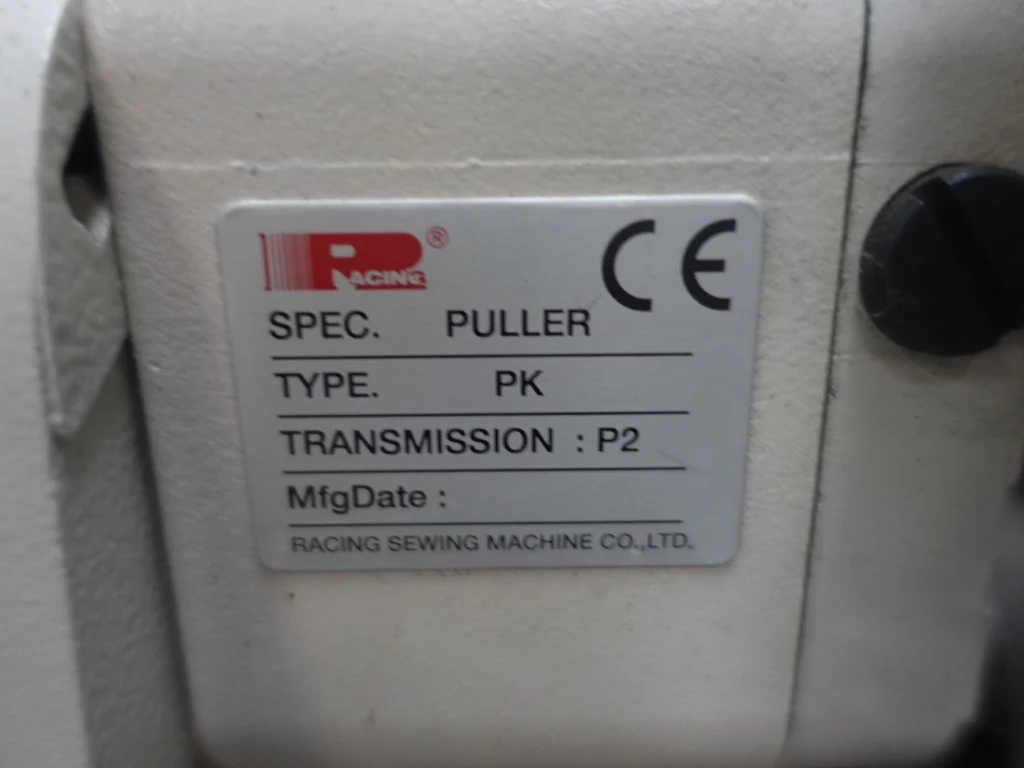 RACING ®
CE
SPEC. PULLER
TYPE. PK
TRANSMISSION : P2
MfgDate :
RACING SEWING MACHINE CO.,LTD.